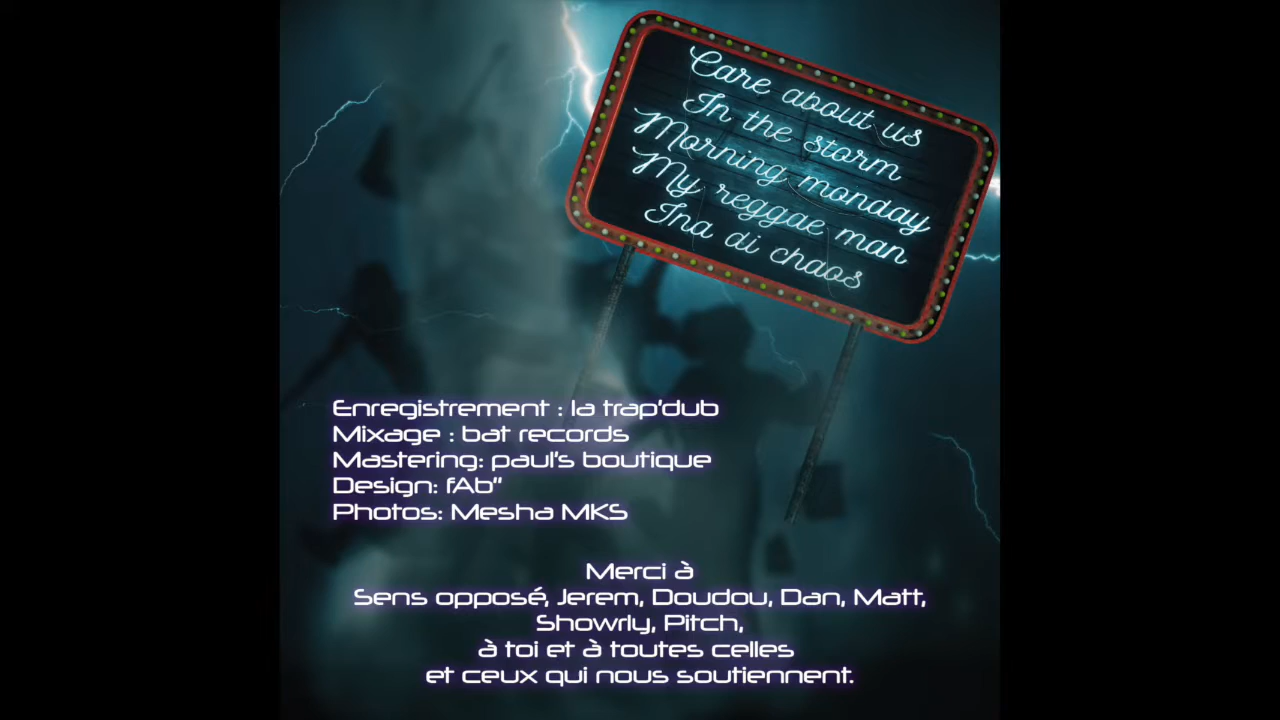 Care about us
In the storm
Morning monday
My reggae man
Ina di chaos
Enregistrement : la trap'dub
Mixage : bat records
Mastering: paul's boutique
Design: fAb"
Photos: Mesha MKS
Merci à
Sens opposé, Jerem, Doudou, Dan, Matt,
Showrly, Pitch,
à toi et à toutes celles
et ceux qui nous soutiennent.